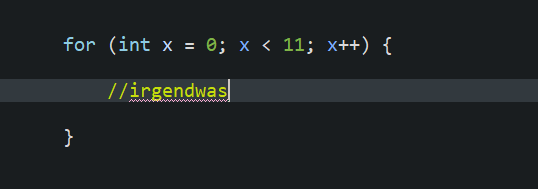 for (int x = 0; x < 11; x++) {
//irgendwas
}